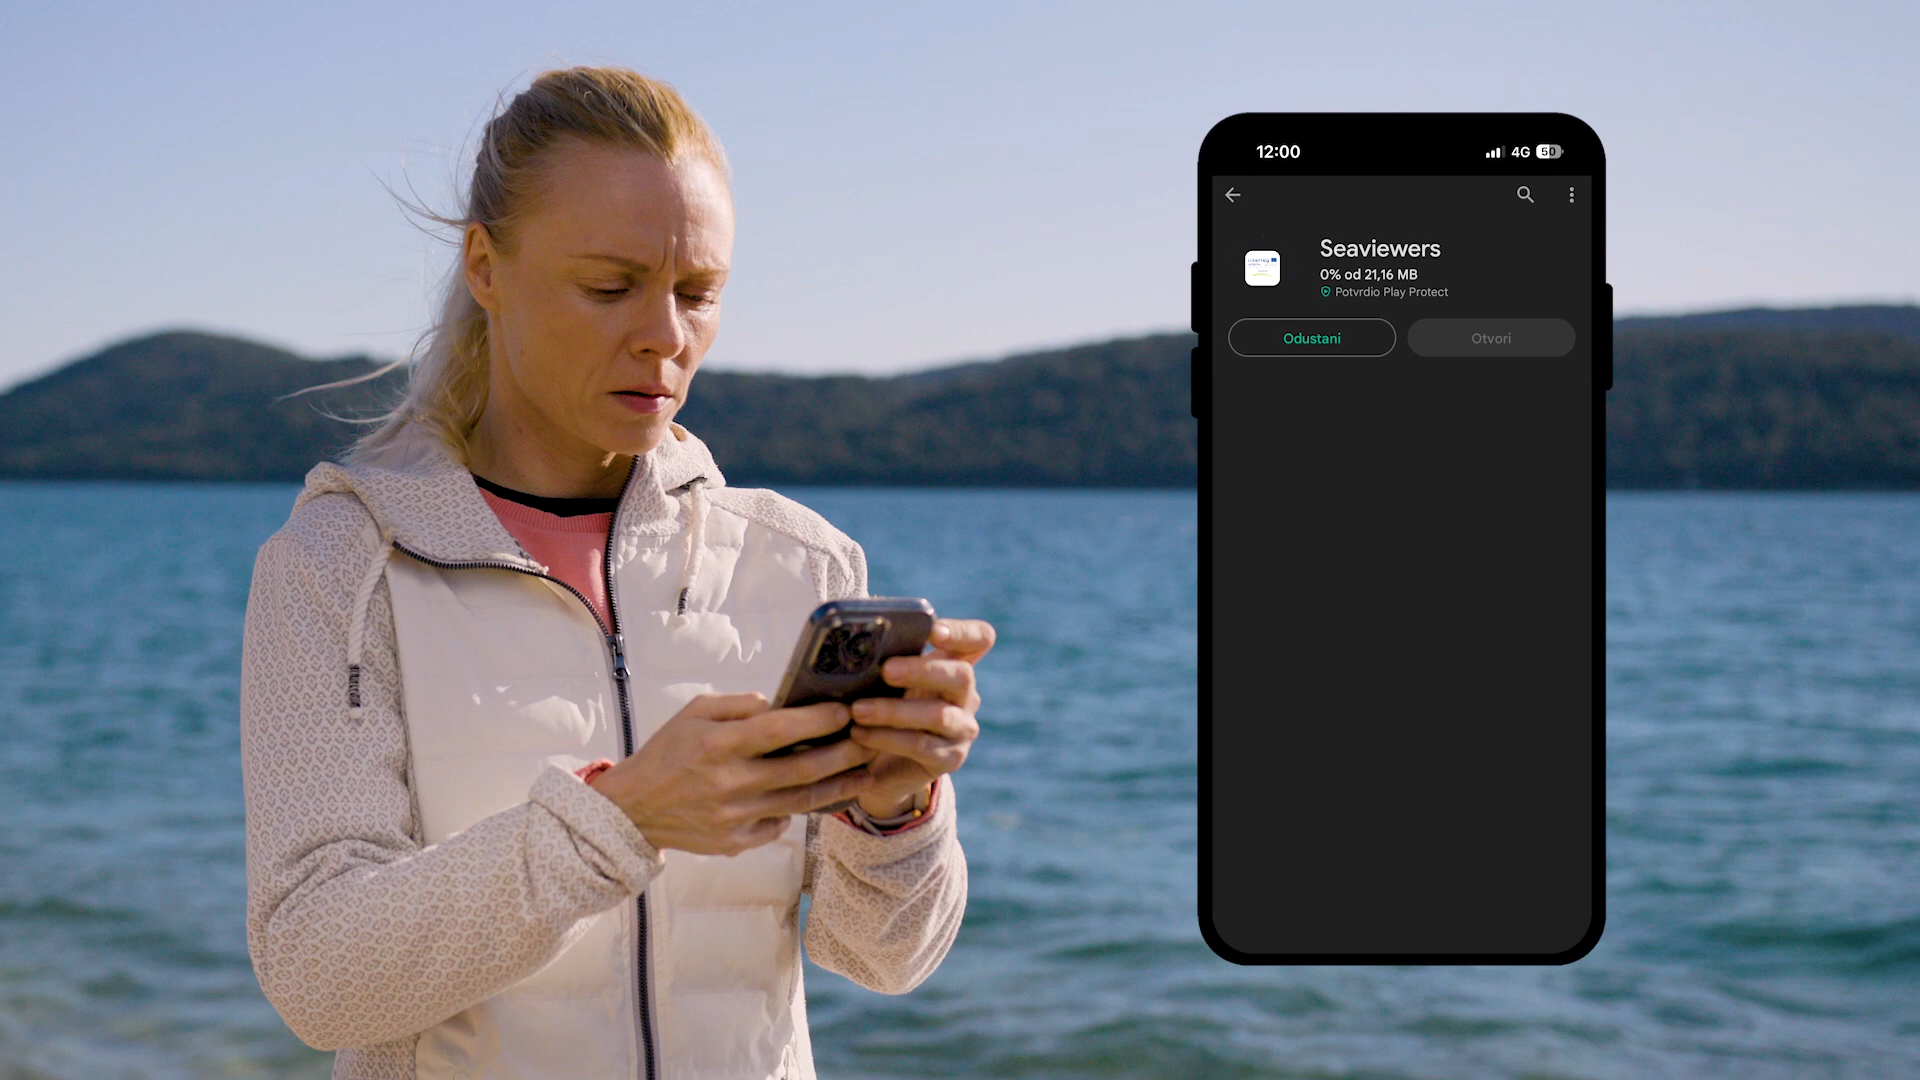 12:00
4G 50
Seaviewers
0% od 21,16 MB
Potvrdio Play Protect
Odustani
Otvori